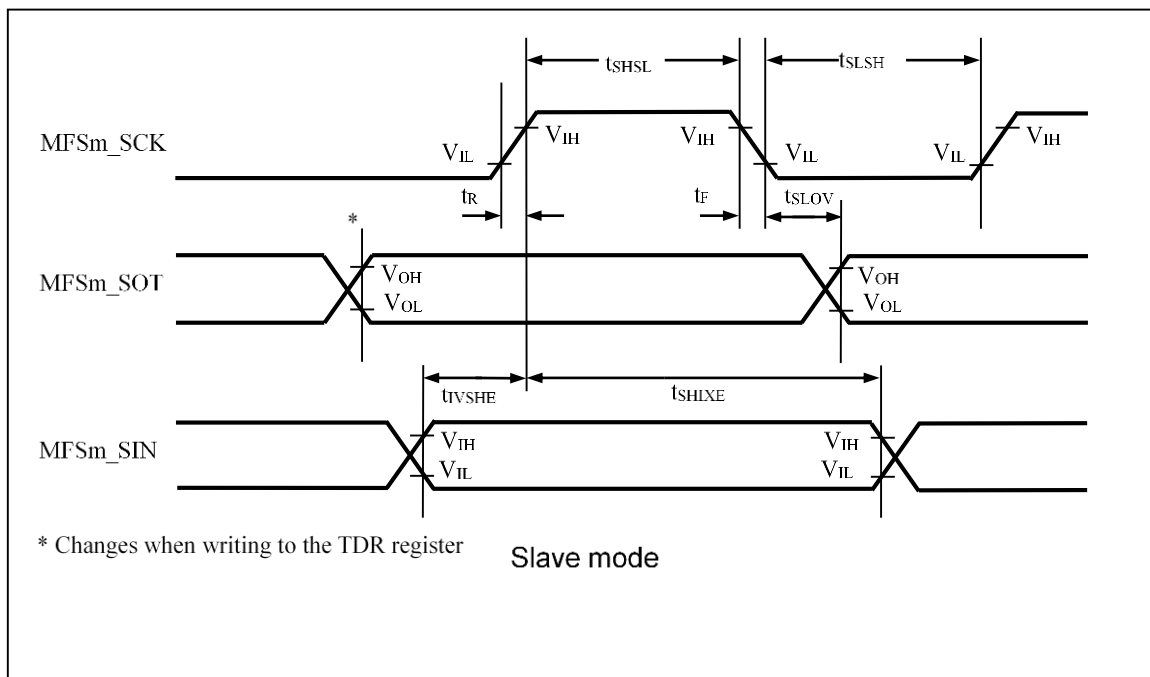 tSHSL
tSLSH
MFSm_SCK
VIH
VIH
VIH
VIL
VIL
VIL
tR
tF
tSLOV
*
MFSm_SOT
VOH
VOH
VOL
VOL
tIVSHE
tSHIXE
MFSm_SIN
VIH
VIH
VIL
VIL
* Changes when writing to the TDR register
Slave mode